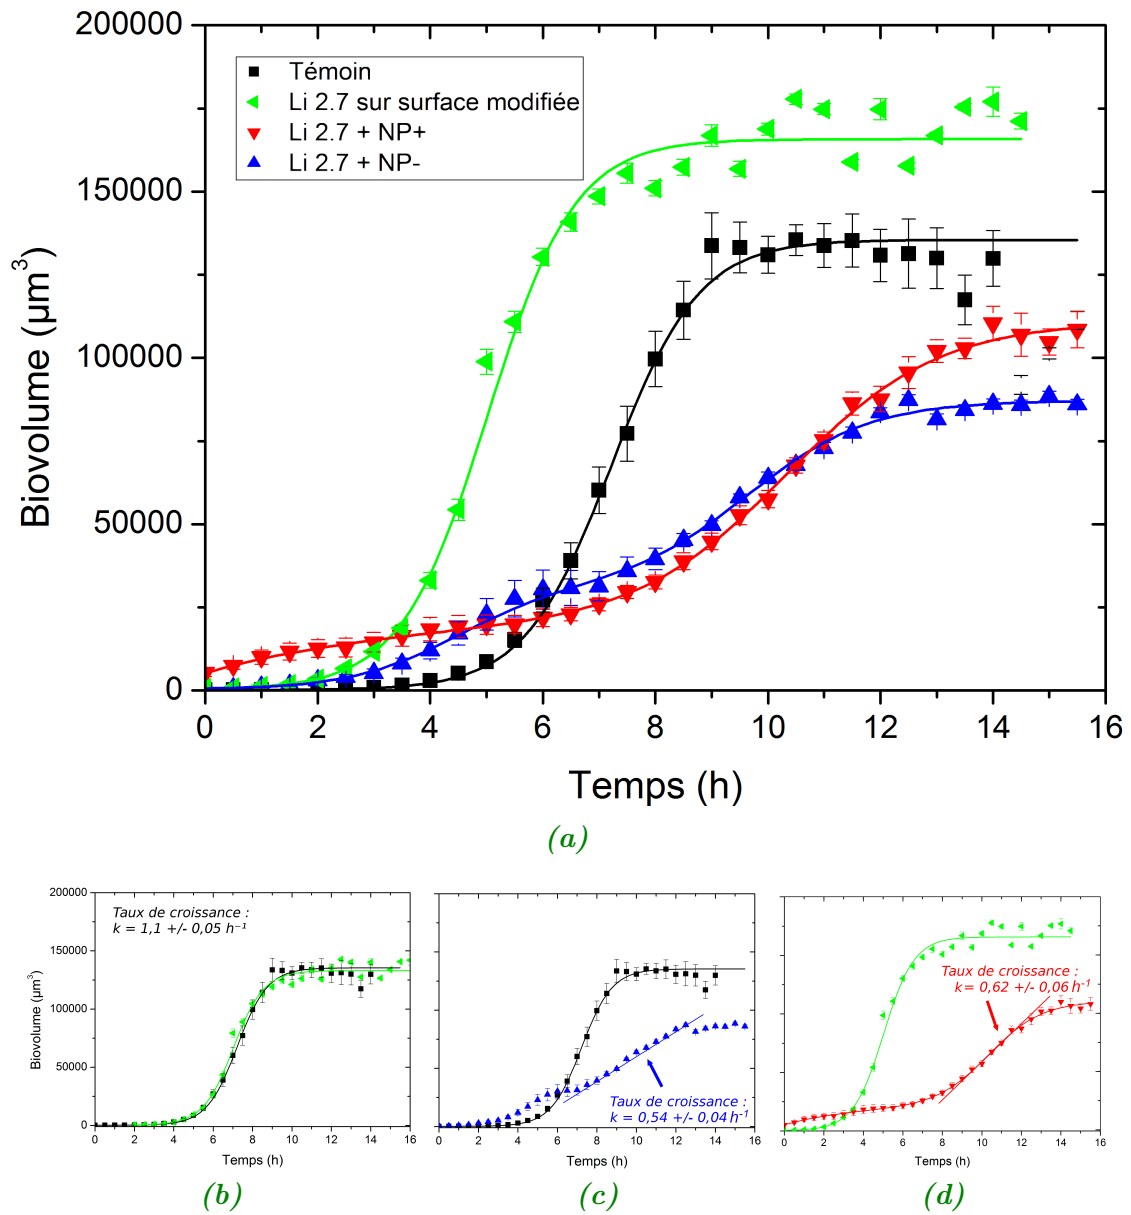 200000
150000
100000
50000
0
Biovolume (µm³)
Témoin
Li 2.7 sur surface modifiée
Li 2.7 + NP+
Li 2.7 + NP-
0 2 4 6 8 10 12 14 16
Temps (h)
(a)
200000
150000
100000
50000
0
Biovolume (µm³)
Taux de croissance :
k = 1,1 +/- 0,05 h⁻¹
0 2 4 6 8 10 12 14 16
Temps (h)
(b)
Taux de croissance :
k = 0,54 +/- 0,04 h⁻¹
0 2 4 6 8 10 12 14 16
Temps (h)
(c)
Taux de croissance :
k= 0,62 +/- 0,06 h⁻¹
0 2 4 6 8 10 12 14 16
Temps (h)
(d)